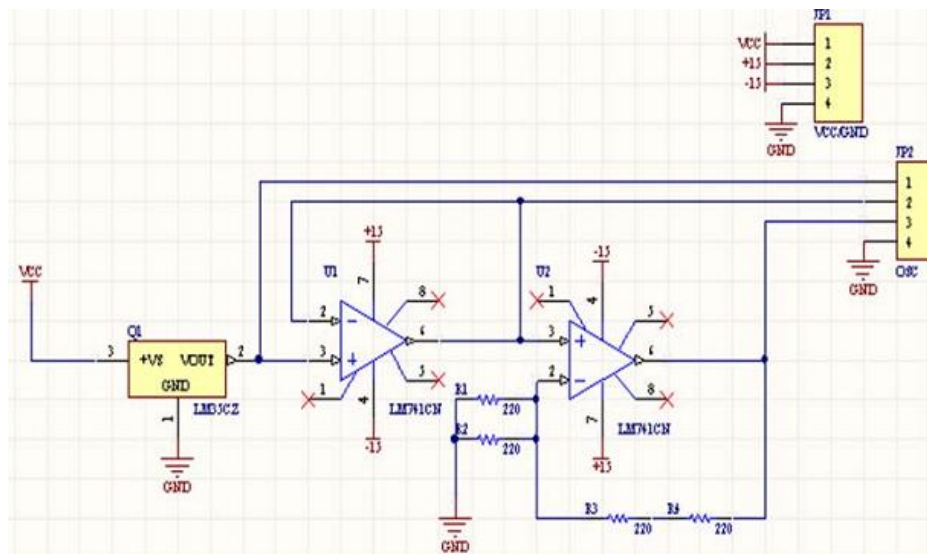 JP1
VCC 1
+15 2
-15 3
4
GND
VCC/GND
JP2
1
2
3
4
GND
OSC
+15
-15
U1
U2
7
8
1
4
5
VCC
2
6
3
6
Q1
3
+VS VOUT 2
3
2
GND
1
5
8
R1
220
1
LM35CZ
4
LM741CN
R2
220
7
LM741CN
-15
+15
GND
R3
220
R4
220
GND